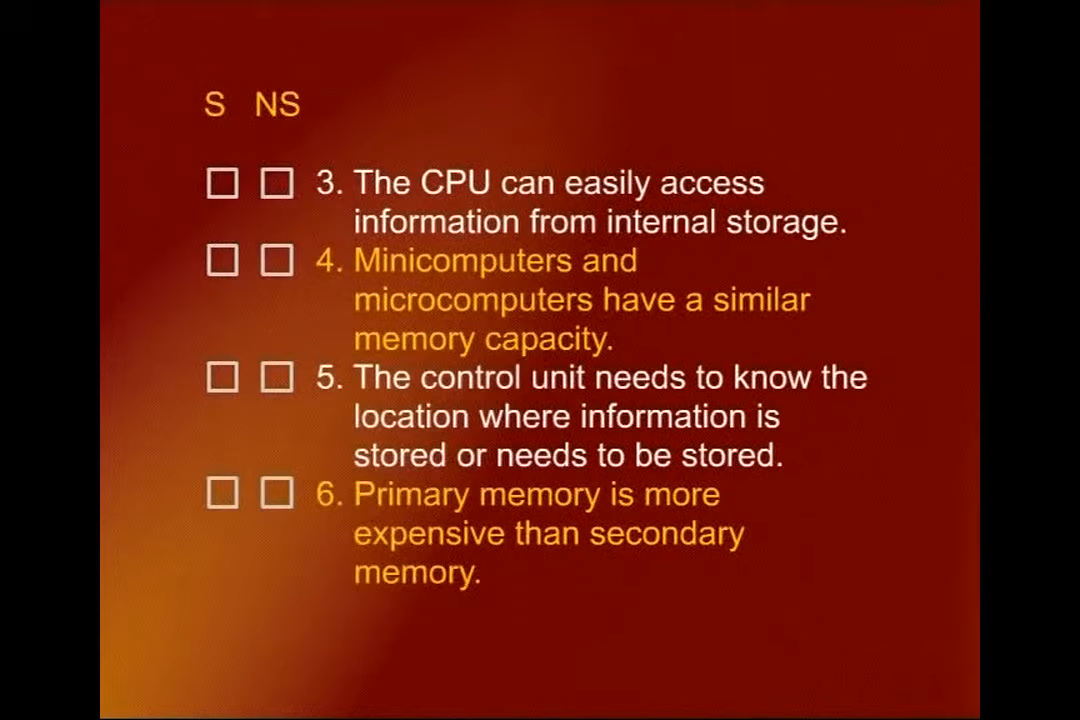 S NS
3. The CPU can easily access
information from internal storage.
4. Minicomputers and
microcomputers have a similar
memory capacity.
5. The control unit needs to know the
location where information is
stored or needs to be stored.
6. Primary memory is more
expensive than secondary
memory.